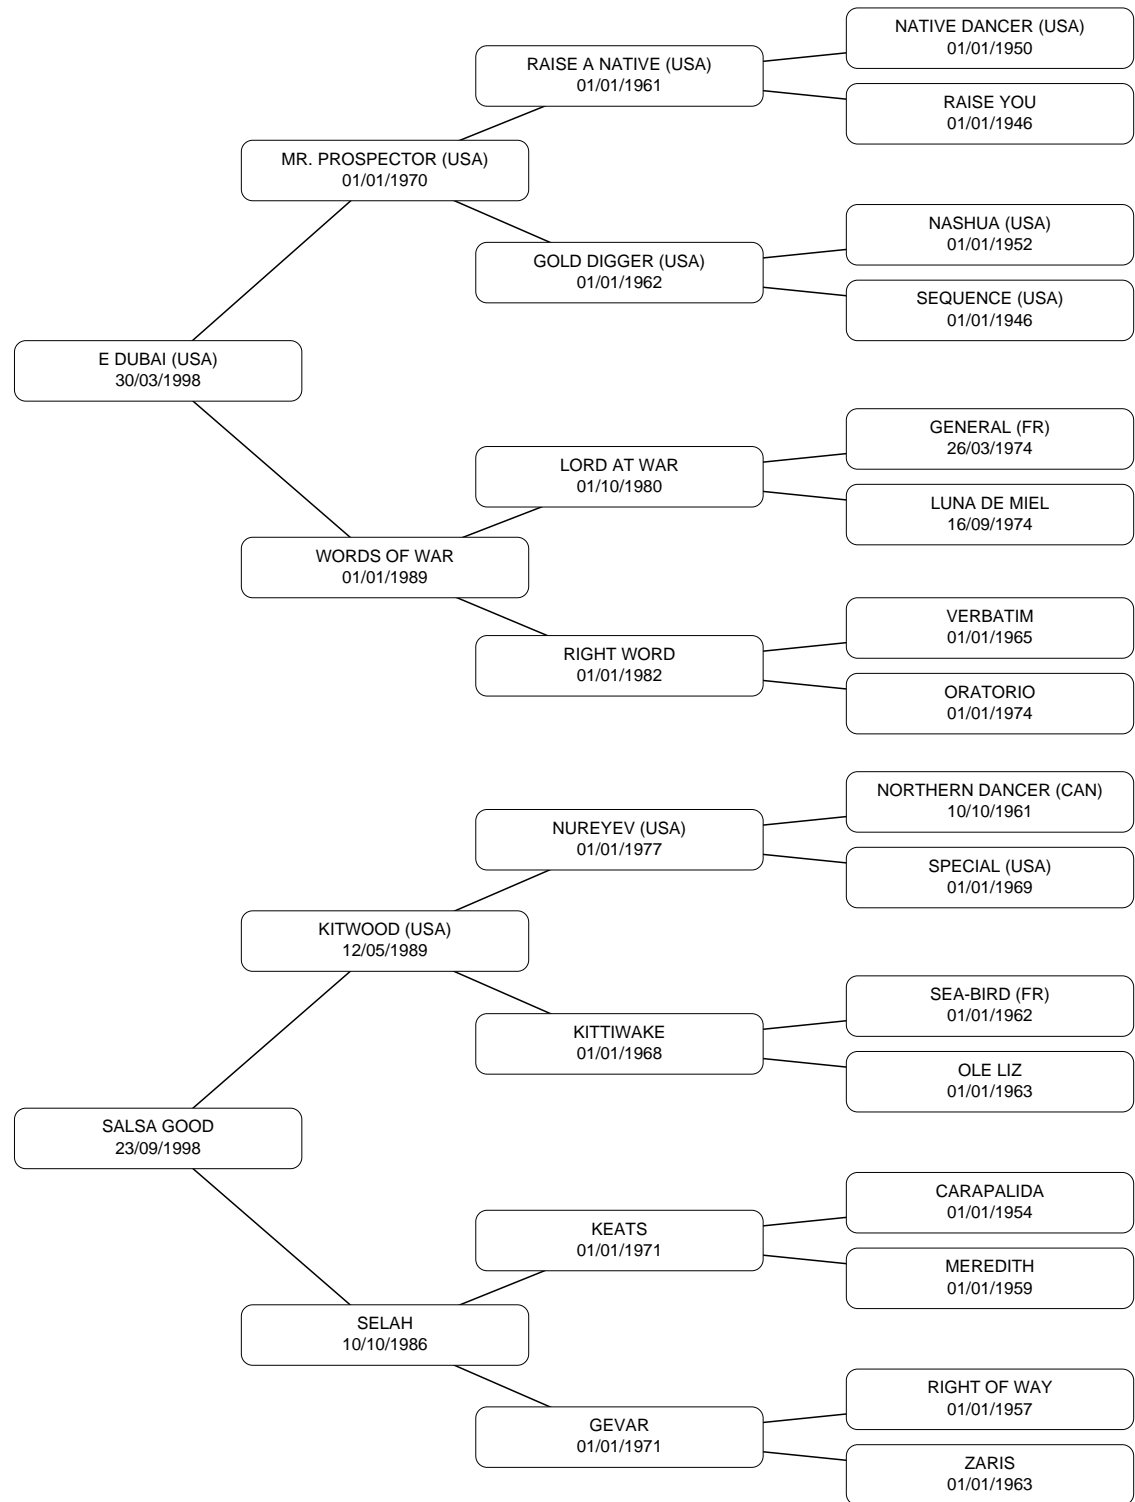 NATIVE DANCER (USA)
01/01/1950
RAISE A NATIVE (USA)
01/01/1961
RAISE YOU
01/01/1946
MR. PROSPECTOR (USA)
01/01/1970
NASHUA (USA)
01/01/1952
GOLD DIGGER (USA)
01/01/1962
SEQUENCE (USA)
01/01/1946
E DUBAI (USA)
30/03/1998
GENERAL (FR)
26/03/1974
LORD AT WAR
01/10/1980
LUNA DE MIEL
16/09/1974
WORDS OF WAR
01/01/1989
VERBATIM
01/01/1965
RIGHT WORD
01/01/1982
ORATORIO
01/01/1974
NORTHERN DANCER (CAN)
10/10/1961
NUREYEV (USA)
01/01/1977
SPECIAL (USA)
01/01/1969
KITWOOD (USA)
12/05/1989
SEA-BIRD (FR)
01/01/1962
KITTIWAKE
01/01/1968
OLE LIZ
01/01/1963
SALSA GOOD
23/09/1998
CARAPALIDA
01/01/1954
KEATS
01/01/1971
MEREDITH
01/01/1959
SELAH
10/10/1986
RIGHT OF WAY
01/01/1957
GEVAR
01/01/1971
ZARIS
01/01/1963